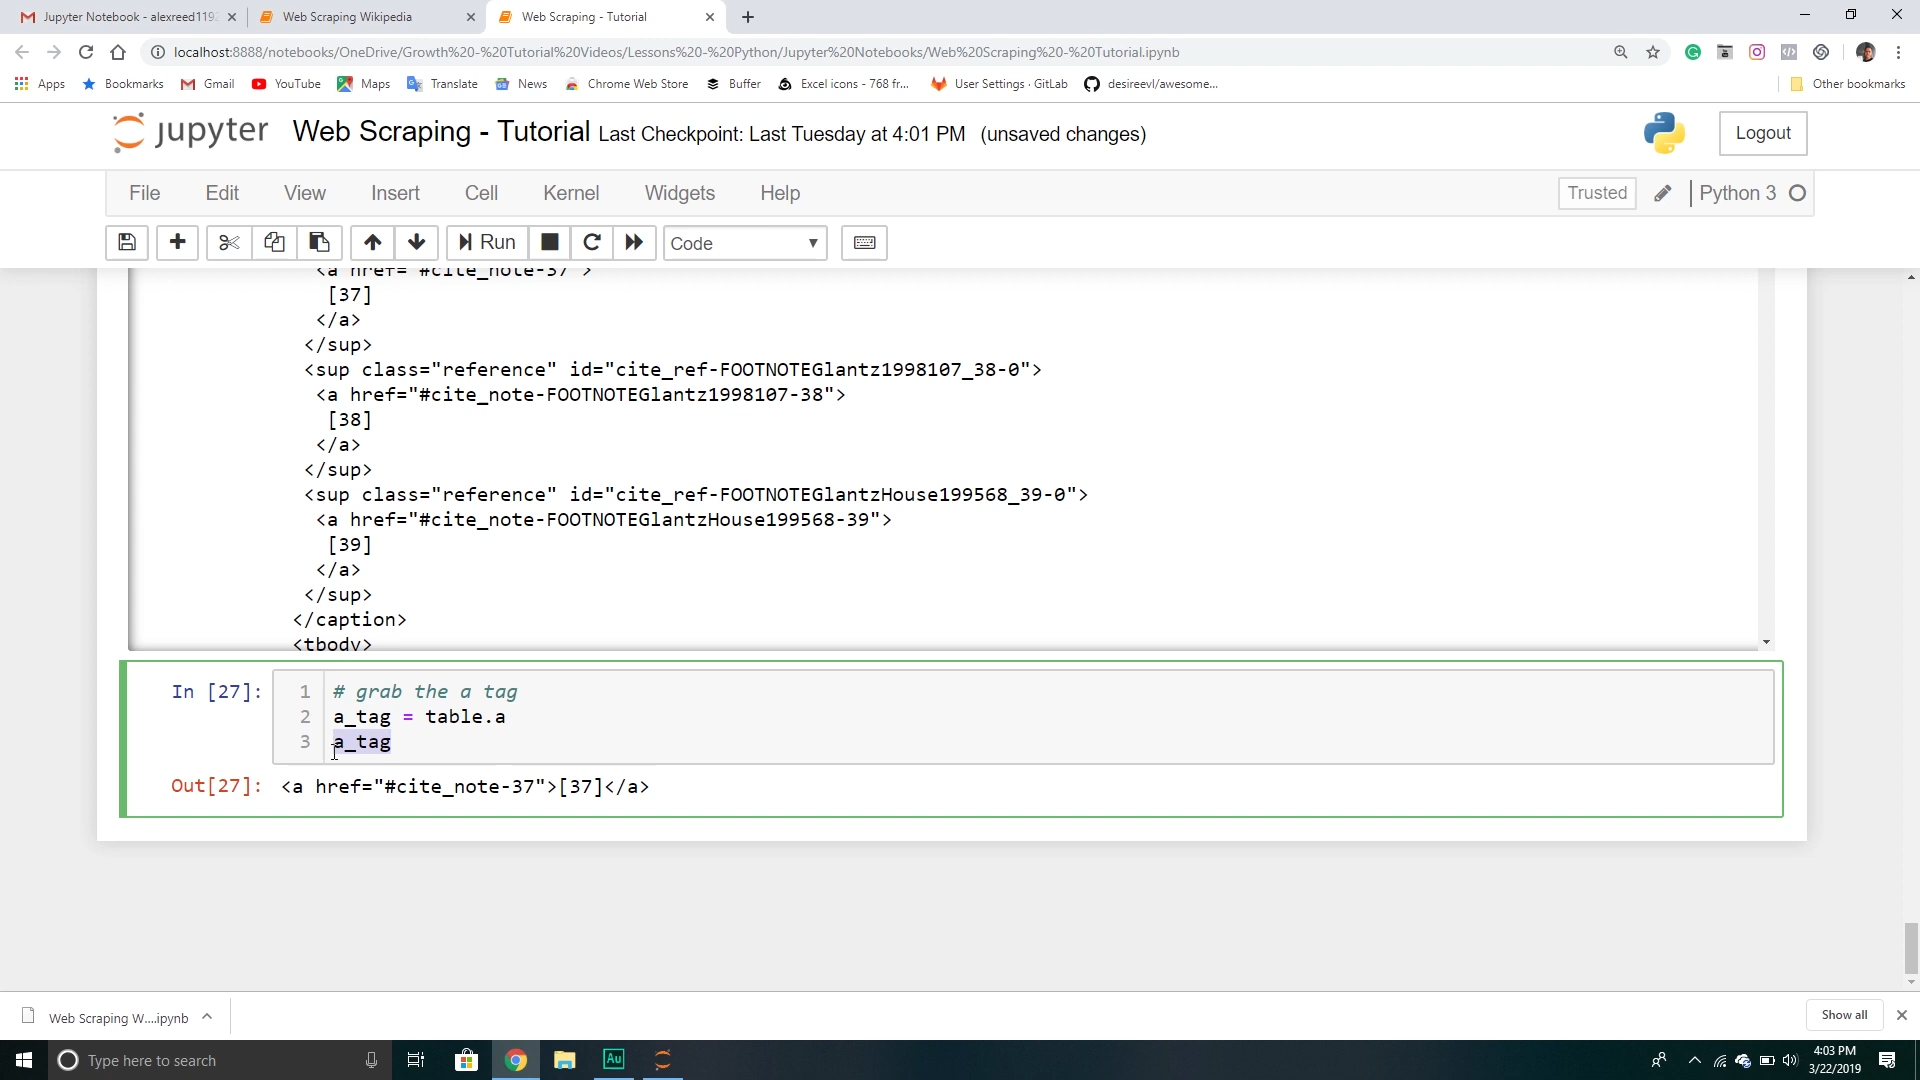 Jupyter Notebook - alexreed1192
Web Scraping Wikipedia
Web Scraping - Tutorial
localhost:8888/notebooks/OneDrive/Growth%20-%20Tutorial%20Videos/Lessons%20-%20Python/Jupyter%20Notebooks/Web%20Scraping%20-%20Tutorial.ipynb
Apps Bookmarks Gmail YouTube Maps Translate News Chrome Web Store Buffer Excel icons - 768 fr... User Settings · GitLab desireevl/awesome... Other bookmarks
jupyter Web Scraping - Tutorial Last Checkpoint: Last Tuesday at 4:01 PM (unsaved changes) Logout
File Edit View Insert Cell Kernel Widgets Help Trusted Python 3
Run Code
<a href="#cite_note-37">
[37]
</a>
</sup>
<sup class="reference" id="cite_ref-FOOTNOTEGlantz1998107_38-0">
<a href="#cite_note-FOOTNOTEGlantz1998107-38">
[38]
</a>
</sup>
<sup class="reference" id="cite_ref-FOOTNOTEGlantzHouse199568_39-0">
<a href="#cite_note-FOOTNOTEGlantzHouse199568-39">
[39]
</a>
</sup>
</caption>
<tbody>
In [27]: 1 # grab the a tag
2 a_tag = table.a
3 a_tag
Out[27]: <a href="#cite_note-37">[37]</a>
Web Scraping W....ipynb Show all
Type here to search Au 4:03 PM
3/22/2019